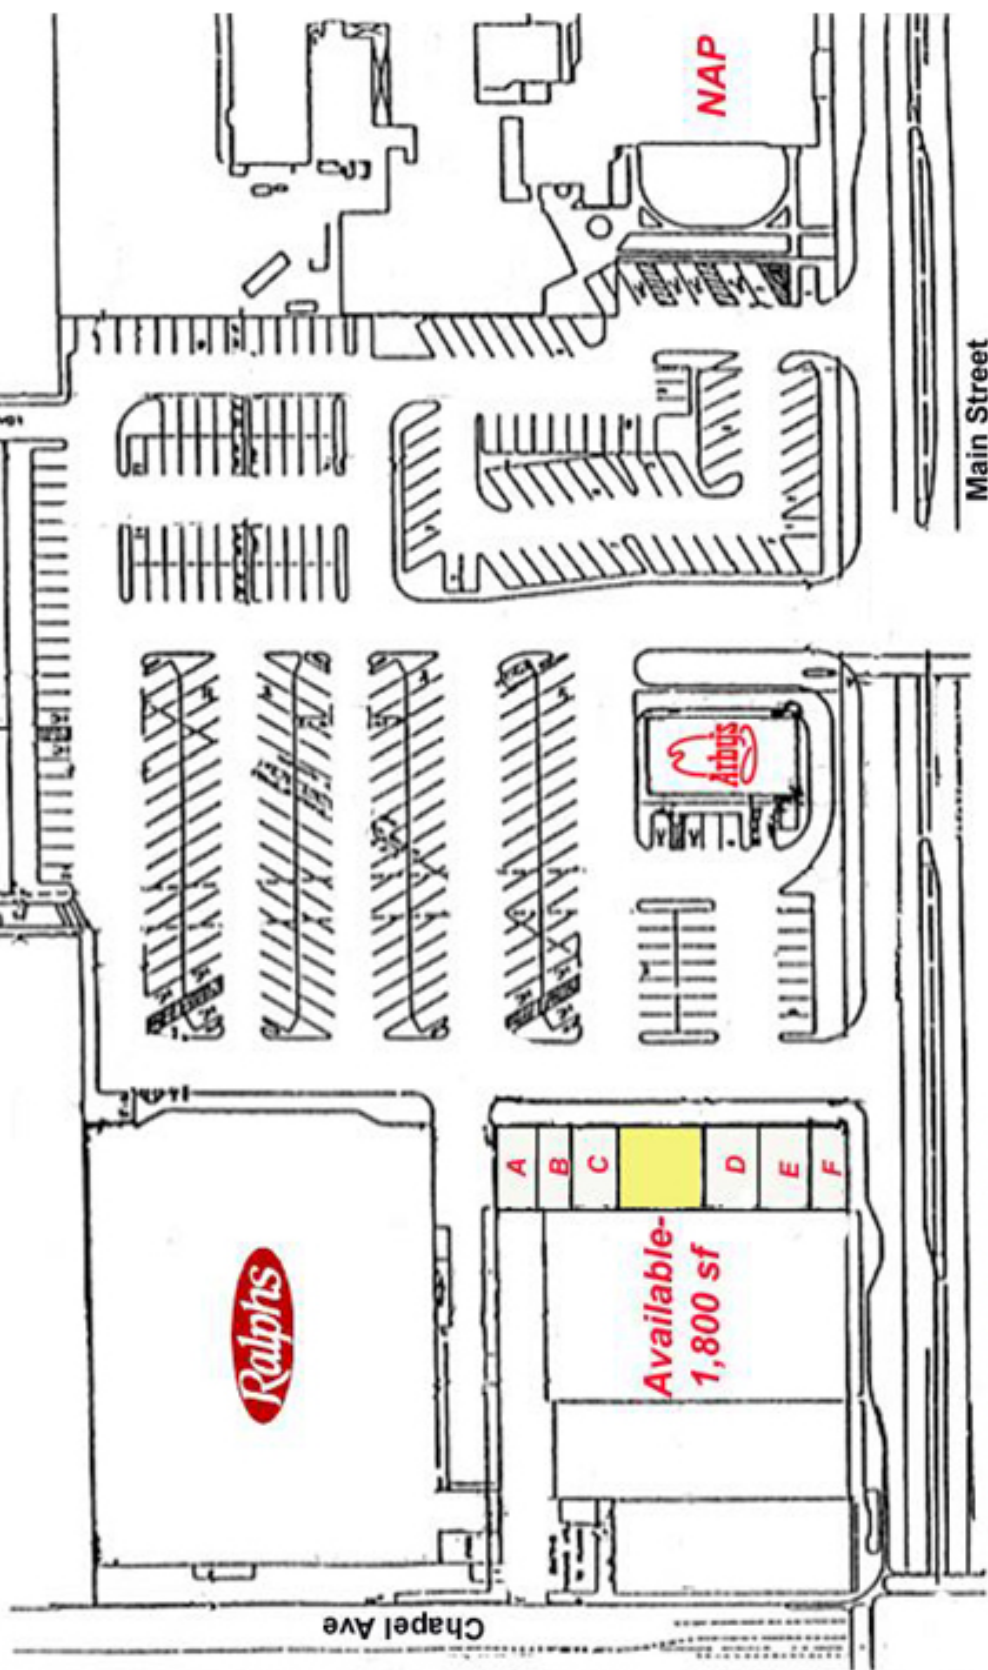 NAP
Main Street
Arby's
A
B
C
D
E
F
Available-
1,800 sf
Ralphs
Chapel Ave